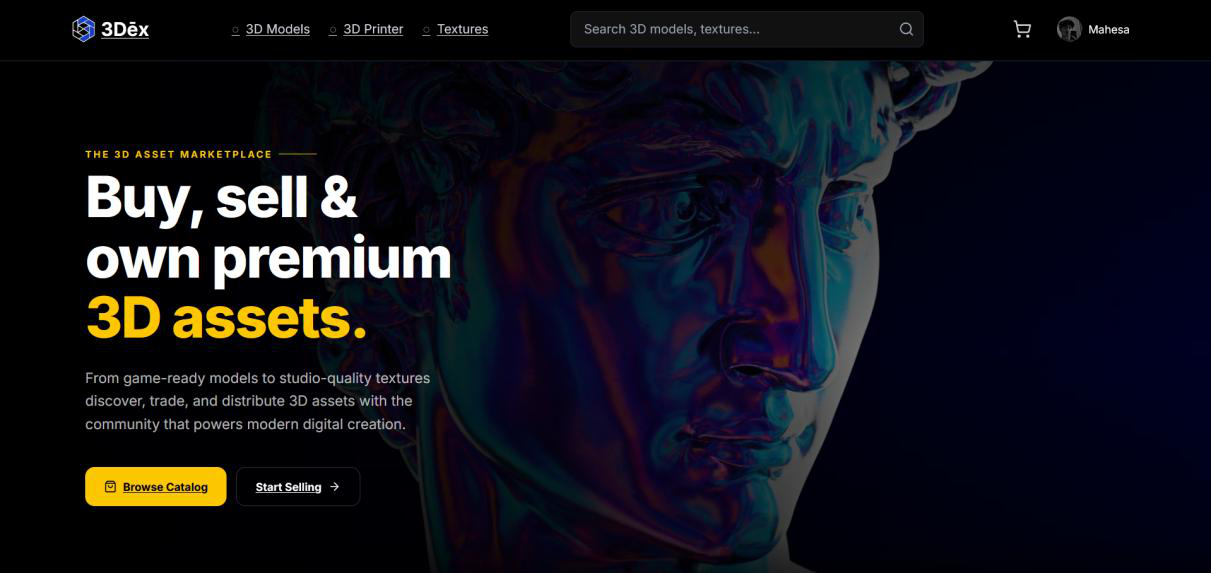 3Dēx
3D Models
3D Printer
Textures
Search 3D models, textures...
Mahesa
THE 3D ASSET MARKETPLACE
Buy, sell &
own premium
3D assets.
From game-ready models to studio-quality textures
discover, trade, and distribute 3D assets with the
community that powers modern digital creation.
Browse Catalog
Start Selling →